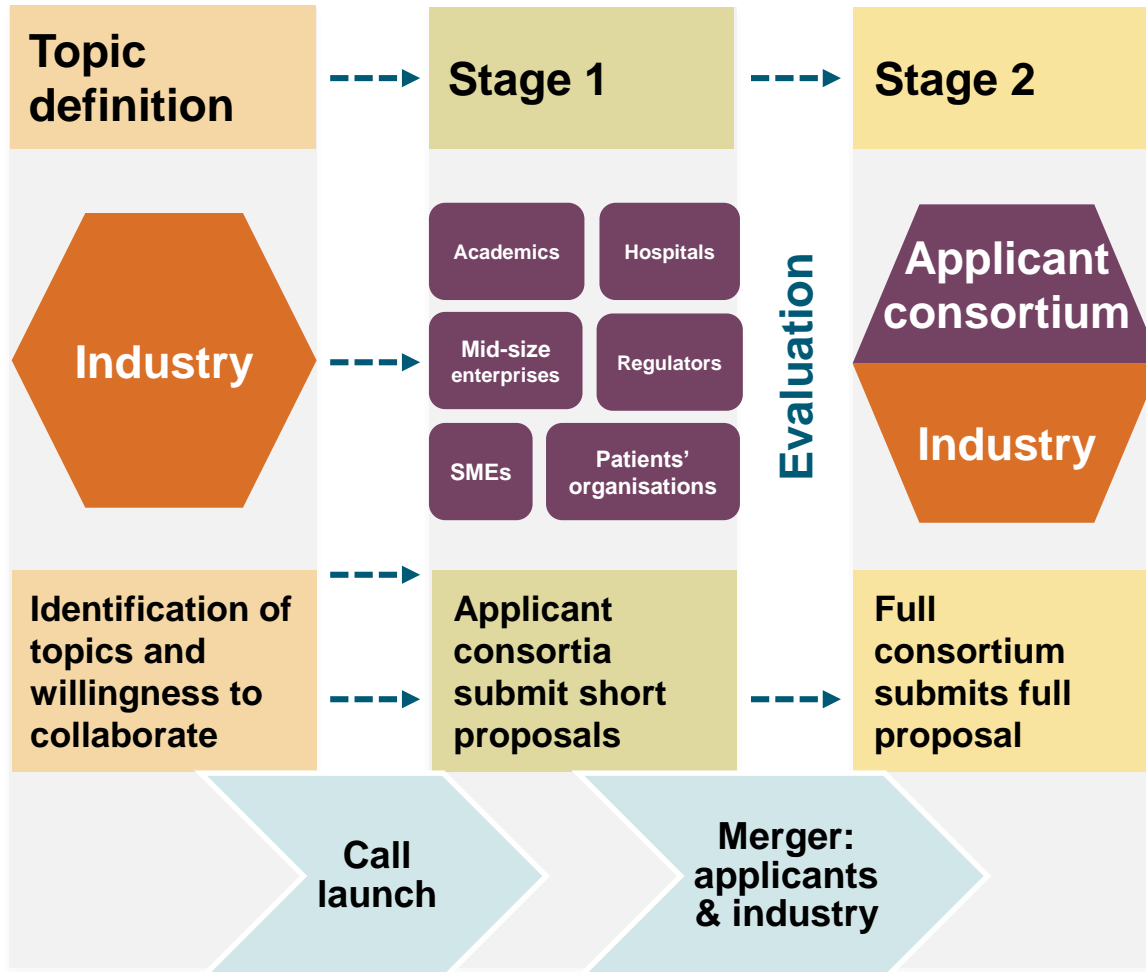 Topic
definition
Stage 1
Stage 2
Industry
Academics
Hospitals
Mid-size
enterprises
Regulators
SMEs
Patients’
organisations
Evaluation
Applicant
consortium
Industry
Identification of
topics and
willingness to
collaborate
Applicant
consortia
submit short
proposals
Full
consortium
submits full
proposal
Call
launch
Merger:
applicants
& industry